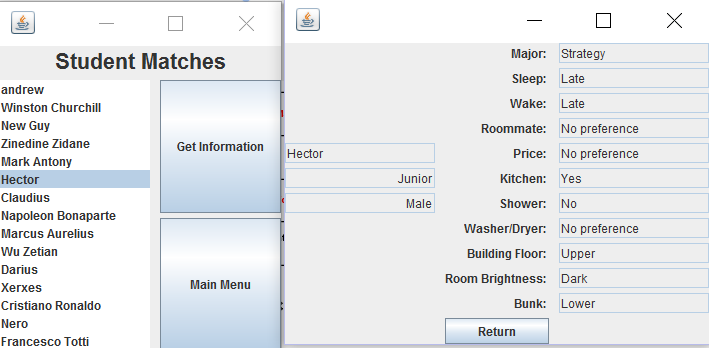 Student Matches
andrew
Winston Churchill
New Guy
Zinedine Zidane
Mark Antony
Hector
Claudius
Napoleon Bonaparte
Marcus Aurelius
Wu Zetian
Darius
Xerxes
Cristiano Ronaldo
Nero
Francesco Totti
Get Information
Main Menu
Hector
Junior
Male
Major: Strategy
Sleep: Late
Wake: Late
Roommate: No preference
Price: No preference
Kitchen: Yes
Shower: No
Washer/Dryer: No preference
Building Floor: Upper
Room Brightness: Dark
Bunk: Lower
Return